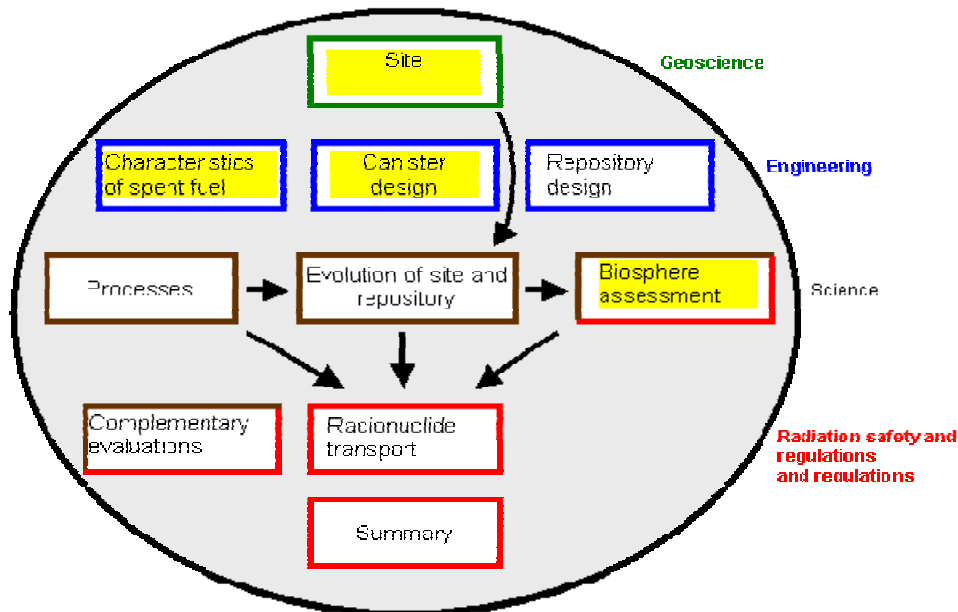 Site
Geoscience
Characteristics
of spent fuel
Canister
design
Repository
design
Engineering
Processes
Evolution of site and
repository
Biosphere
assessment
Science
Complementary
evaluations
Racionuclide
transport
Radiation safety and
regulations
and regulations
Summary